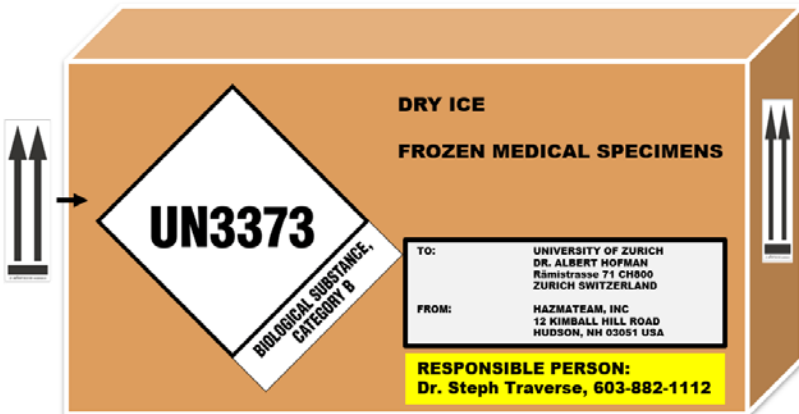 DRY ICE
FROZEN MEDICAL SPECIMENS
UN3373
BIOLOGICAL SUBSTANCE,
CATEGORY B
TO: UNIVERSITY OF ZURICH
DR. ALBERT HOFMAN
Rämistrasse 71 CH800
ZURICH SWITZERLAND
FROM: HAZMATEAM, INC
12 KIMBALL HILL ROAD
HUDSON, NH 03051 USA
RESPONSIBLE PERSON:
Dr. Steph Traverse, 603-882-1112